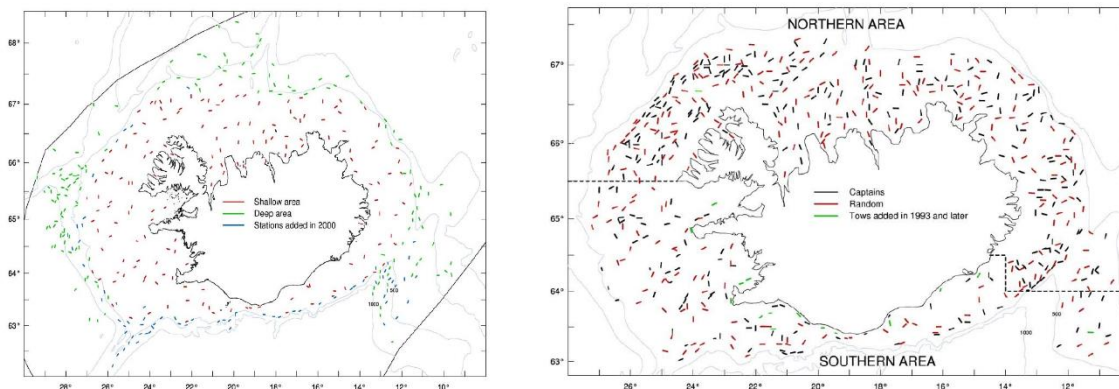 68°
67°
66°
65°
64°
63°
Shallow area
Deep area
Stations added in 2000
500
1000
28° 26° 24° 22° 20° 18° 16° 14° 12° 10°
NORTHERN AREA
67°
66°
65°
64°
63°
Captains
Random
Tows added in 1993 and later
500
1000
SOUTHERN AREA
26° 24° 22° 20° 18° 16° 14° 12°